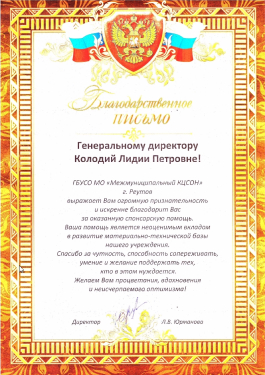 Благодарственное
письмо
Генеральному директору
Колодий Лидии Петровне!
ГБУСО МО «Межмуниципальный КЦСОН»
г. Реутов
выражает Вам огромную признательность
и искренне благодарит Вас
за оказанную спонсорскую помощь.
Ваша помощь является неоценимым вкладом
в развитие материально-технической базы
нашего учреждения.
Спасибо за чуткость, способность сопереживать,
умение и желание поддержать тех,
кто в этом нуждается.
Желаем Вам процветания, вдохновения
и неисчерпаемого оптимизма!
Директор Л.В. Юрманова